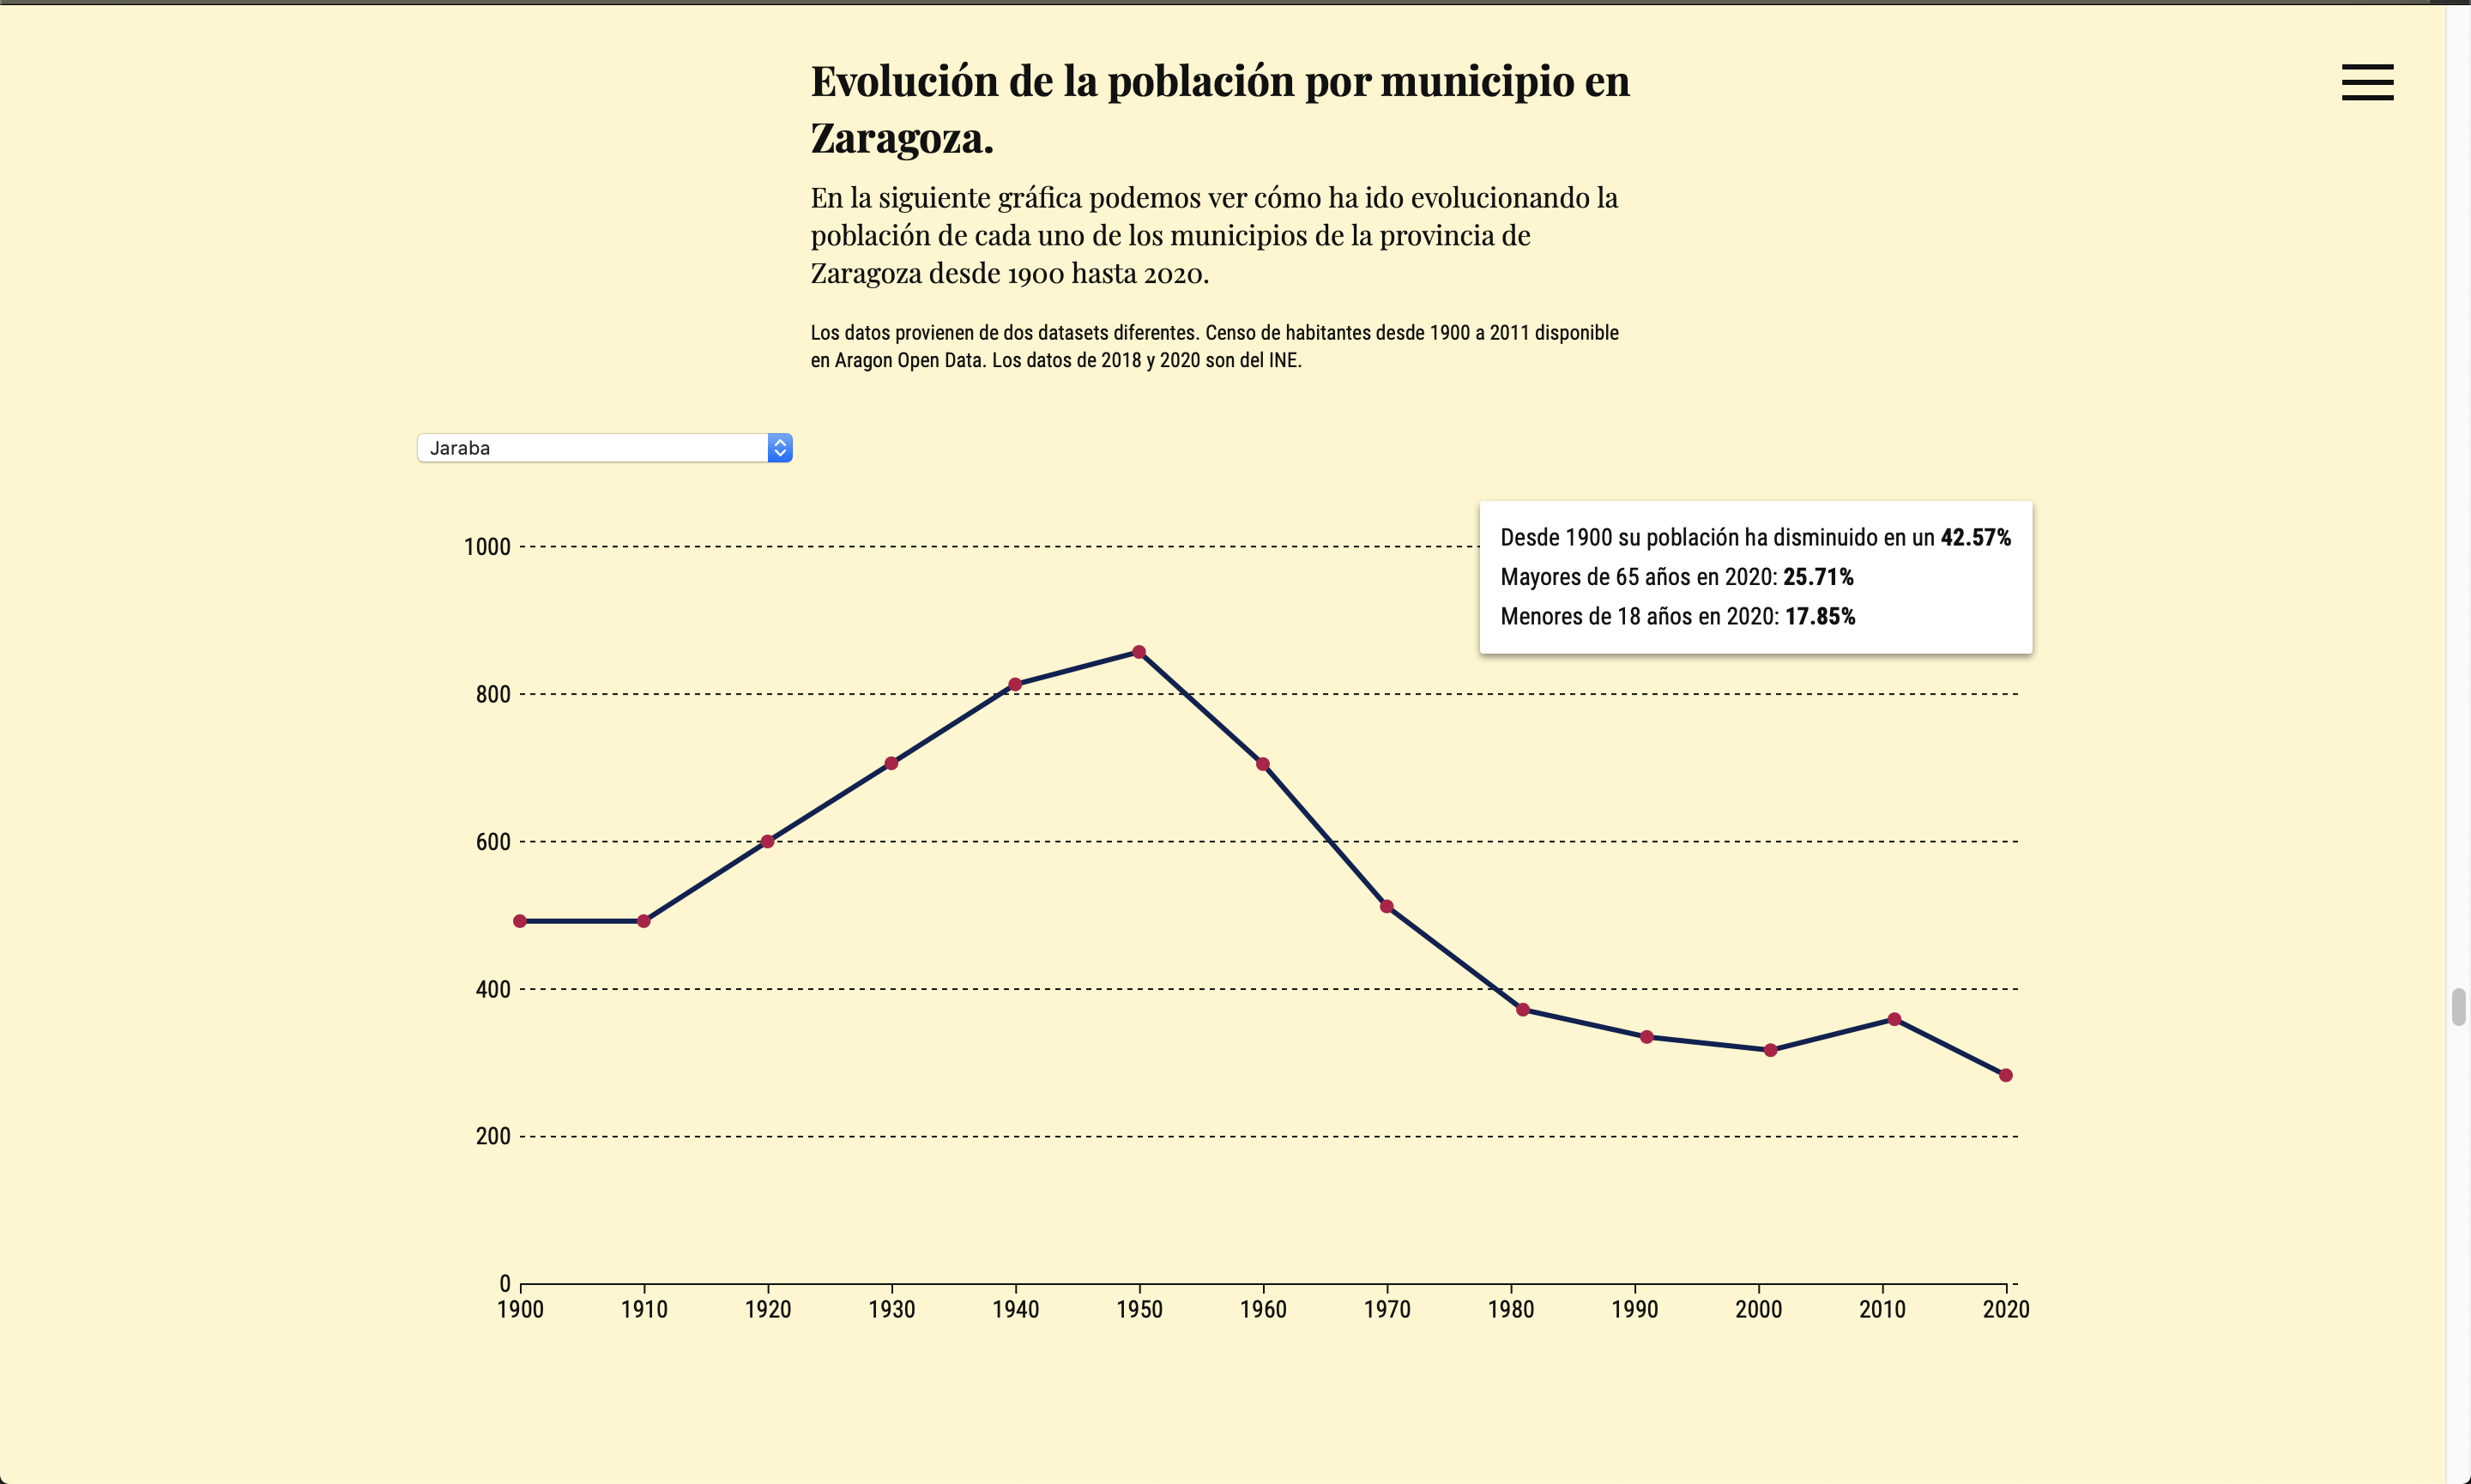 Evolución de la población por municipio en
Zaragoza.
En la siguiente gráfica podemos ver cómo ha ido evolucionando la
población de cada uno de los municipios de la provincia de
Zaragoza desde 1900 hasta 2020.
Los datos provienen de dos datasets diferentes. Censo de habitantes desde 1900 a 2011 disponible
en Aragon Open Data. Los datos de 2018 y 2020 son del INE.
Jaraba
Desde 1900 su población ha disminuido en un 42.57%
Mayores de 65 años en 2020: 25.71%
Menores de 18 años en 2020: 17.85%
1000
800
600
400
200
0
1900 1910 1920 1930 1940 1950 1960 1970 1980 1990 2000 2010 2020